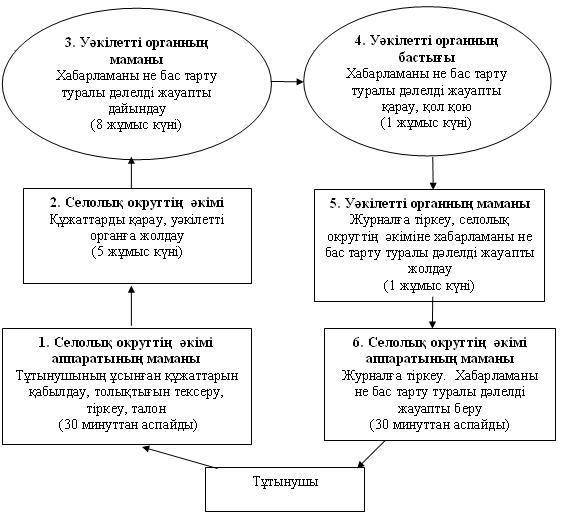 3. Уәкілетті органның
маманы
Хабарламаны не бас тарту
туралы дәлелді жауапты
дайындау
(8 жұмыс күні)
4. Уәкілетті органның
бастығы
Хабарламаны не бас тарту
туралы дәлелді жауапты
қарау, қол қою
(1 жұмыс күні)
2. Селолық округтің әкімі
Құжаттарды қарау, уәкілетті
органға жолдау
(5 жұмыс күні)
5. Уәкілетті органның маманы
Журналға тіркеу, селолық
округтің әкіміне хабарламаны не
бас тарту туралы дәлелді жауапты
жолдау
(1 жұмыс күні)
1. Селолық округтің әкімі
аппаратының маманы
Тұтынушының ұсынған құжаттарын
қабылдау, толықтығын тексеру,
тіркеу, талон
(30 минуттан аспайды)
6. Селолық округтің әкімі
аппаратының маманы
Журналға тіркеу. Хабарламаны
не бас тарту туралы дәлелді
жауапты беру
(30 минуттан аспайды)
Тұтынушы